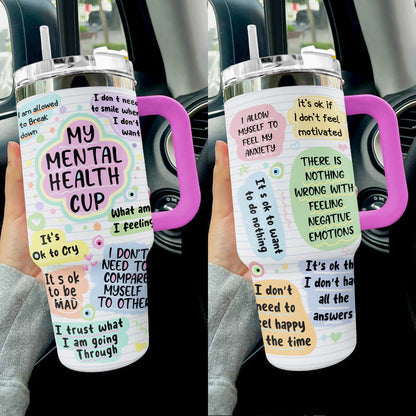 I am allowed
to Break
down
I don t need
to smile when
I don't
want
MY
MENTAL
HEALTH
CUP
What am
I feeling
It's
Ok to Cry
It s ok
to be
MAD
I DON'T
NEED TO
COMPARE
MYSELF
TO OTHERS
I trust what
I am going
Through
I ALLOW
MYSELF TO
FEEL MY
ANXIETY
It's ok if
I don't feel
motivated
It s ok to want
to do nothing
THERE IS
NOTHING
WRONG WITH
FEELING
NEGATIVE
EMOTIONS
I don't
need to
feel happy
the time
It's ok th
I don't ha
all the
answers